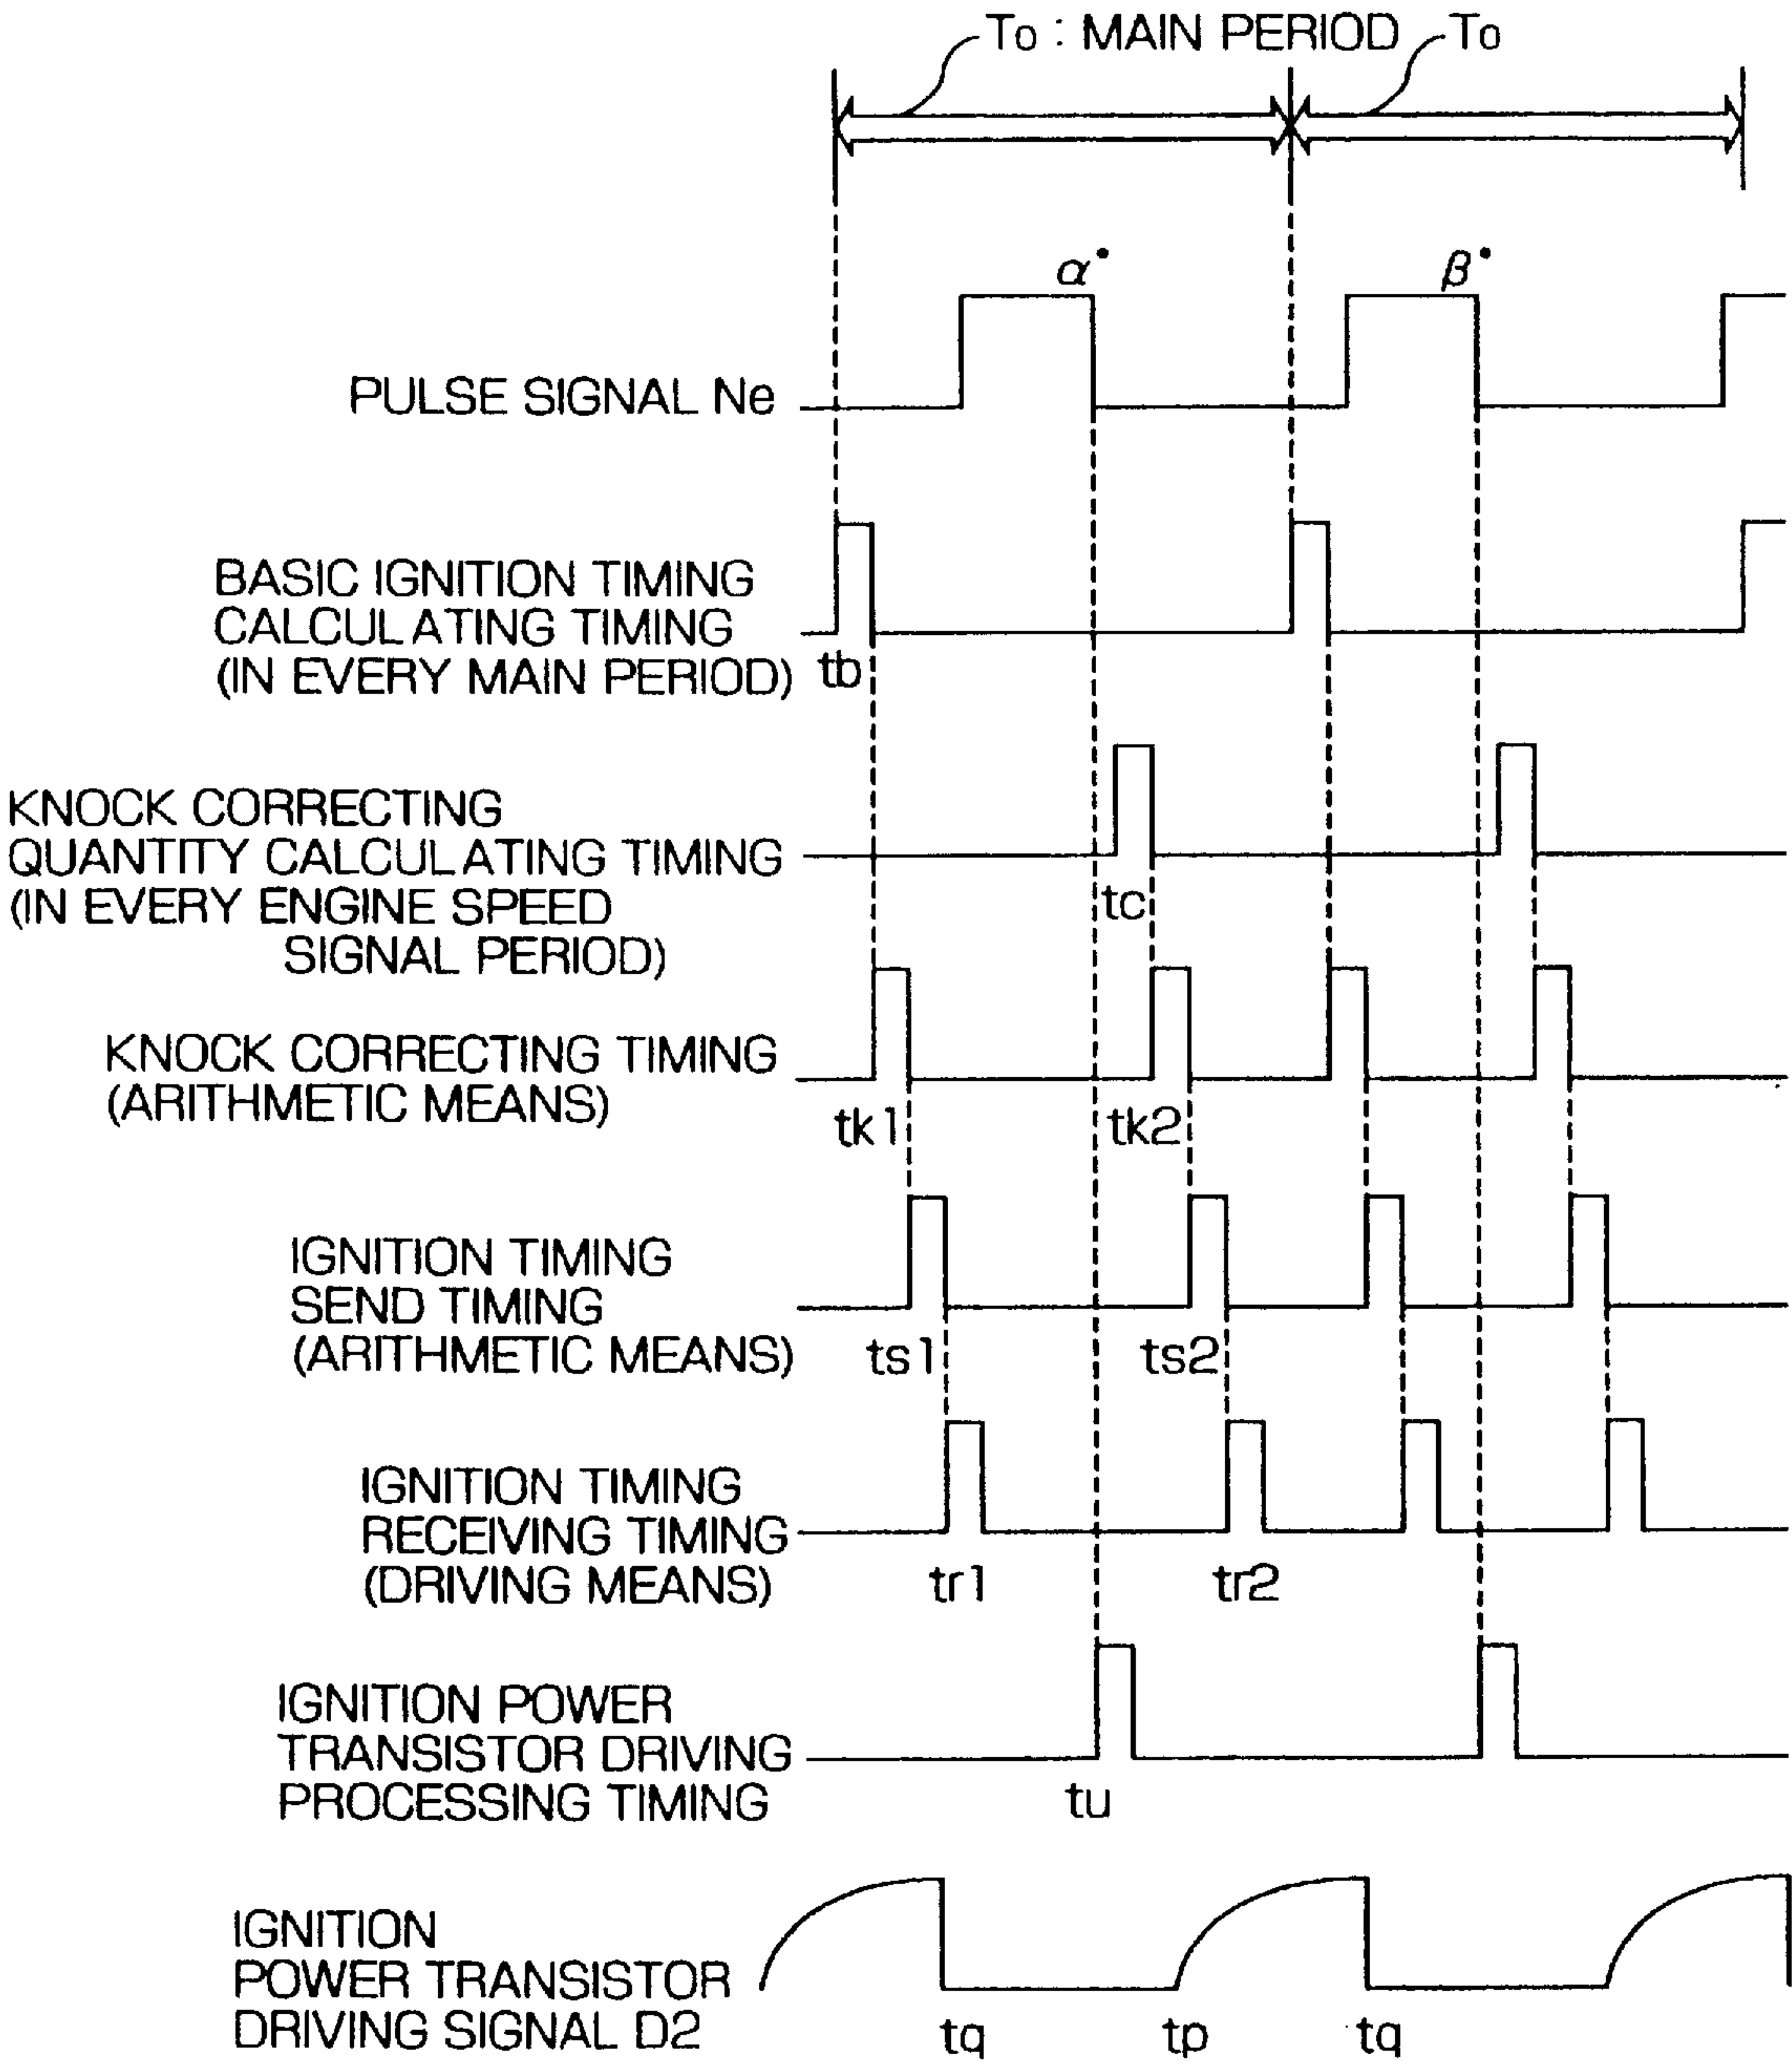 To : MAIN PERIOD To
α° β°
PULSE SIGNAL Ne
BASIC IGNITION TIMING
CALCULATING TIMING
(IN EVERY MAIN PERIOD) tb
KNOCK CORRECTING
QUANTITY CALCULATING TIMING
(IN EVERY ENGINE SPEED
SIGNAL PERIOD)
tc
KNOCK CORRECTING TIMING
(ARITHMETIC MEANS)
tk1 tk2
IGNITION TIMING
SEND TIMING
(ARITHMETIC MEANS) ts1 ts2
IGNITION TIMING
RECEIVING TIMING
(DRIVING MEANS) tr1 tr2
IGNITION POWER
TRANSISTOR DRIVING
PROCESSING TIMING tu
IGNITION
POWER TRANSISTOR
DRIVING SIGNAL D2 tq tp tq